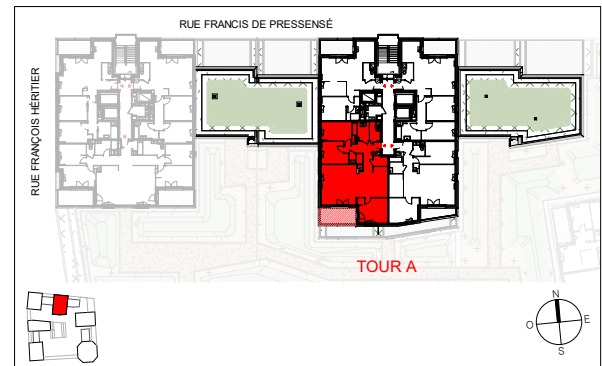 RUE FRANCIS DE PRESSENSÉ
RUE FRANÇOIS HÉRITIER
TOUR A
N
O E
S